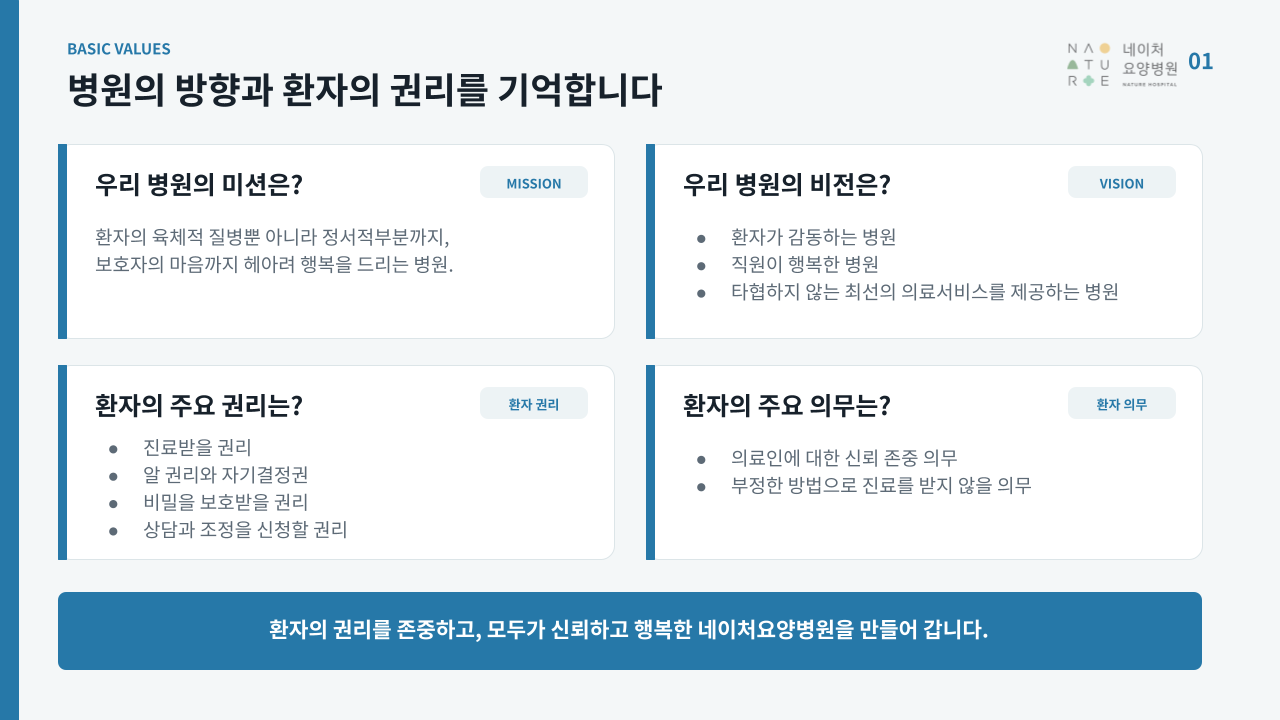 BASIC VALUES
병원의 방향과 환자의 권리를 기억합니다
NA
ATU
RE
네이처
요양병원
NATURE HOSPITAL
01
우리 병원의 미션은?
MISSION
환자의 육체적 질병뿐 아니라 정서적부분까지,
보호자의 마음까지 헤아려 행복을 드리는 병원.
우리 병원의 비전은?
VISION
● 환자가 감동하는 병원
● 직원이 행복한 병원
● 타협하지 않는 최선의 의료서비스를 제공하는 병원
환자의 주요 권리는?
환자 권리
● 진료받을 권리
● 알 권리와 자기결정권
● 비밀을 보호받을 권리
● 상담과 조정을 신청할 권리
환자의 주요 의무는?
환자 의무
● 의료인에 대한 신뢰 존중 의무
● 부정한 방법으로 진료를 받지 않을 의무
환자의 권리를 존중하고, 모두가 신뢰하고 행복한 네이처요양병원을 만들어 갑니다.